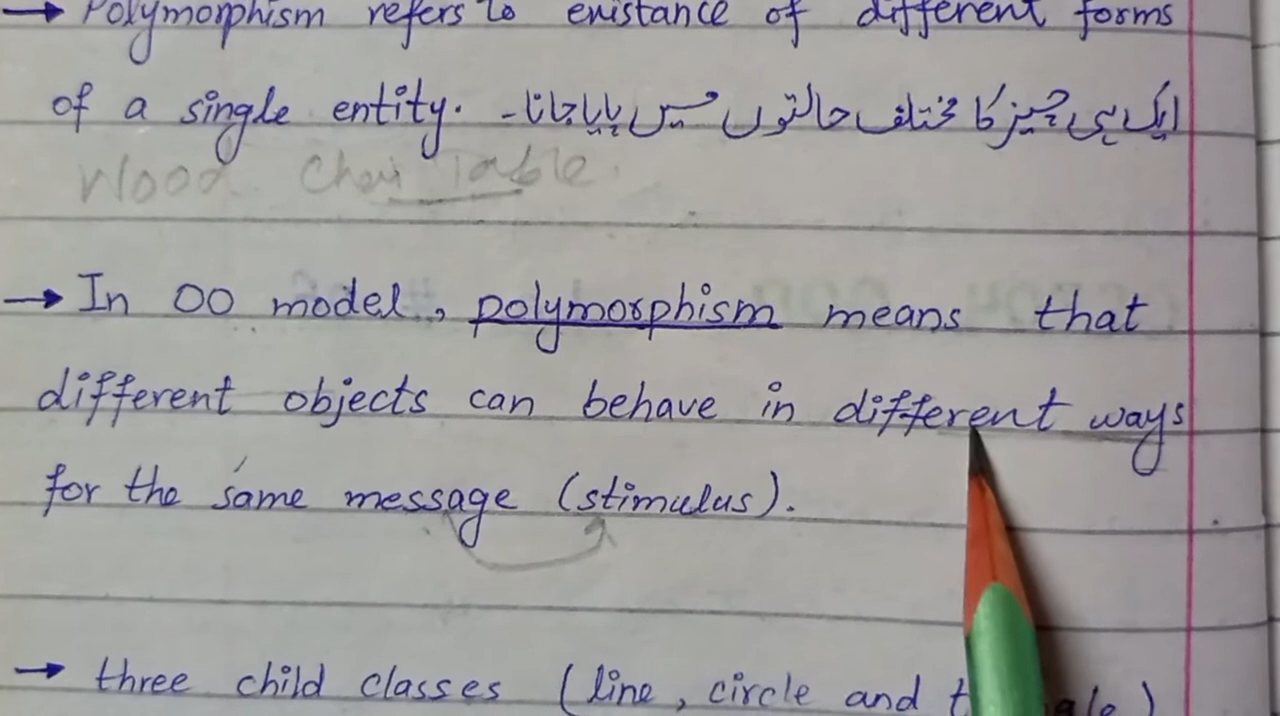 → Polymorphism refers to existance of different forms
of a single entity. ایک ہی چیز کا مختلف حالتوں میں پایا جانا۔
Wood Chair Table.
→ In OO model, polymorphism means that
different objects can behave in different ways
for the same message (stimulus).
→ three child classes (line, circle and